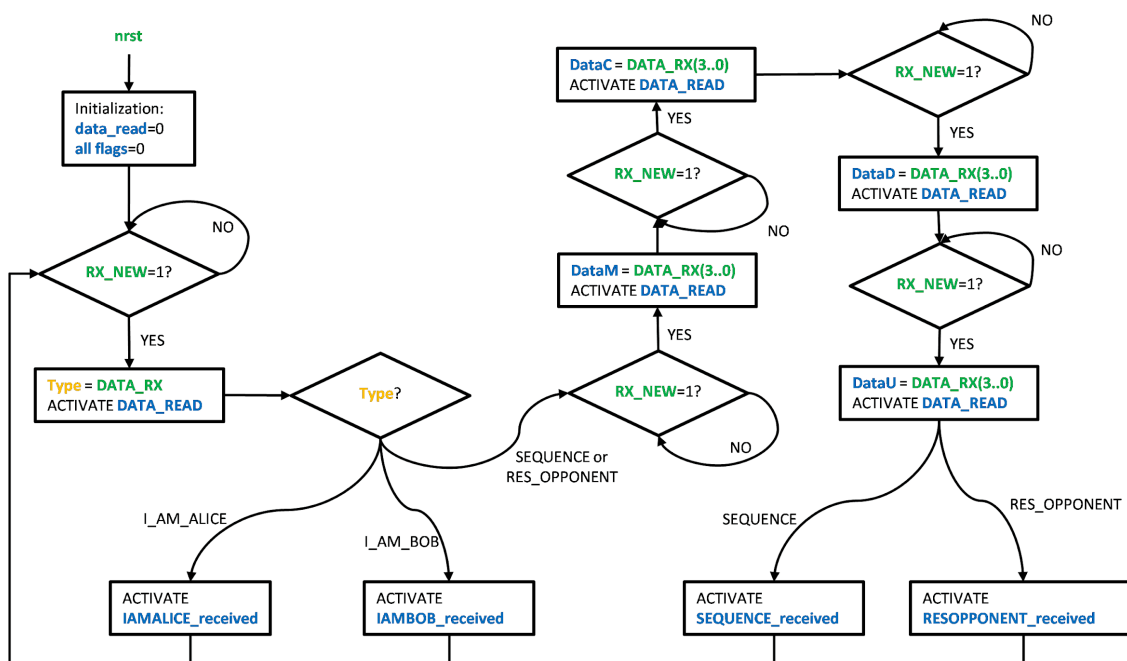 nrst
Initialization:
data_read=0
all flags=0
NO
RX_NEW=1?
YES
Type = DATA_RX
ACTIVATE DATA_READ
Type?
I_AM_ALICE
I_AM_BOB
SEQUENCE or
RES_OPPONENT
ACTIVATE
IAMALICE_received
ACTIVATE
IAMBOB_received
RX_NEW=1?
NO
YES
DataM = DATA_RX(3..0)
ACTIVATE DATA_READ
RX_NEW=1?
NO
YES
DataC = DATA_RX(3..0)
ACTIVATE DATA_READ
NO
RX_NEW=1?
YES
DataD = DATA_RX(3..0)
ACTIVATE DATA_READ
NO
RX_NEW=1?
YES
DataU = DATA_RX(3..0)
ACTIVATE DATA_READ
SEQUENCE
RES_OPPONENT
ACTIVATE
SEQUENCE_received
ACTIVATE
RESOPPONENT_received